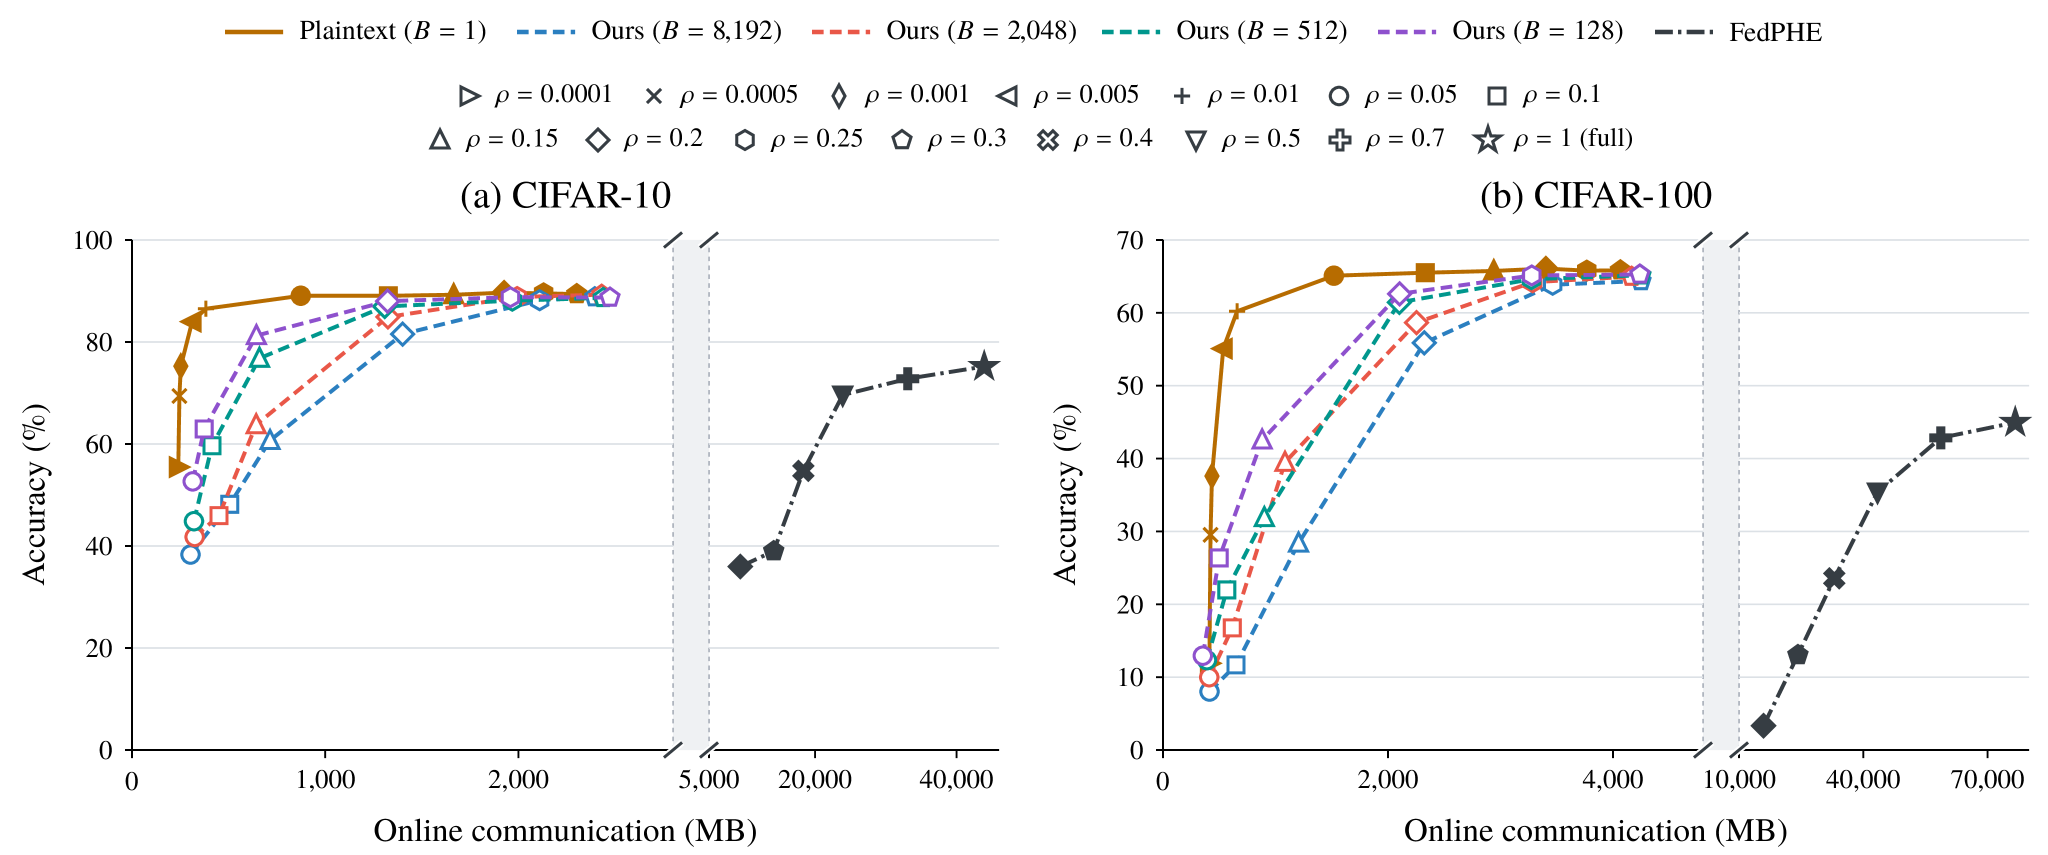 Plaintext (B = 1) Ours (B = 8,192) Ours (B = 2,048) Ours (B = 512) Ours (B = 128) FedPHE
ρ = 0.0001 ρ = 0.0005 ρ = 0.001 ρ = 0.005 ρ = 0.01 ρ = 0.05 ρ = 0.1
ρ = 0.15 ρ = 0.2 ρ = 0.25 ρ = 0.3 ρ = 0.4 ρ = 0.5 ρ = 0.7 ρ = 1 (full)
(a) CIFAR-10
100
80
60
40
20
0
Accuracy (%)
0 1,000 2,000 5,000 20,000 40,000
Online communication (MB)
(b) CIFAR-100
70
60
50
40
30
20
10
0
Accuracy (%)
0 2,000 4,000 10,000 40,000 70,000
Online communication (MB)